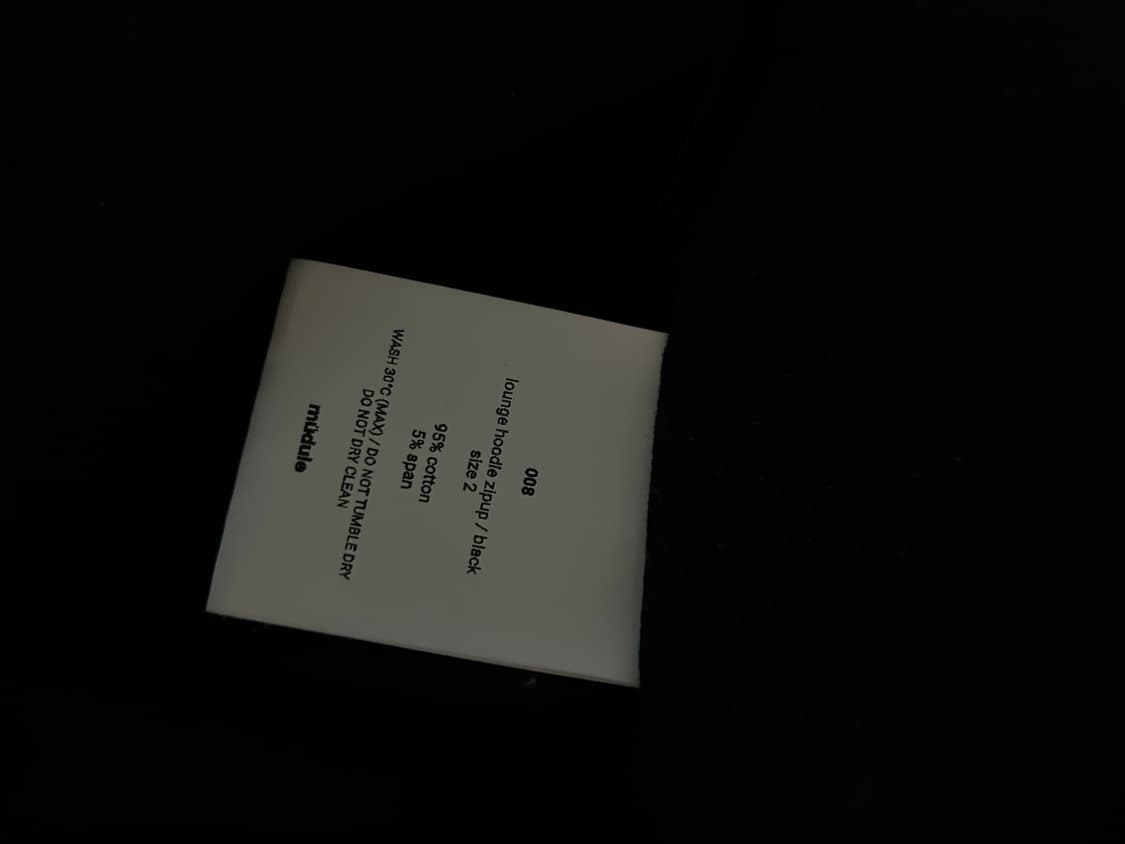 008
lounge hoodie zipup / black
size 2
95% cotton
5% span
WASH 30°C (MAX) / DO NOT TUMBLE DRY
DO NOT DRY CLEAN
müdule